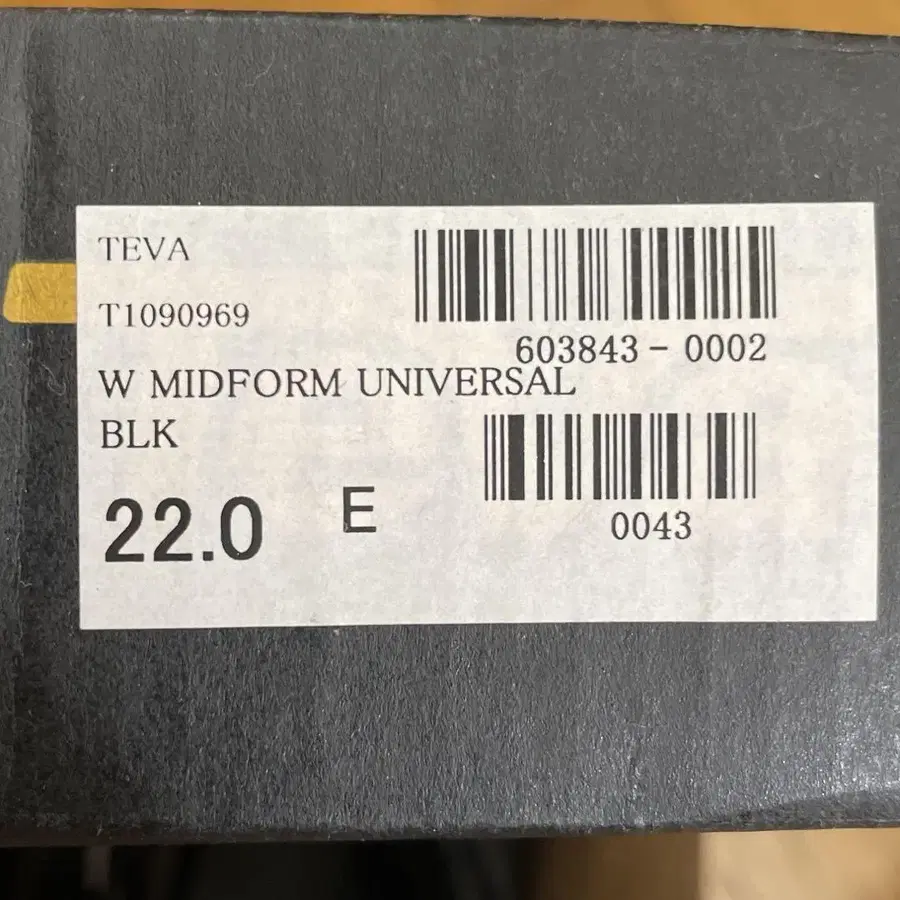 TEVA
T1090969
603843 - 0002
W MIDFORM UNIVERSAL
BLK
22.0 E
0043